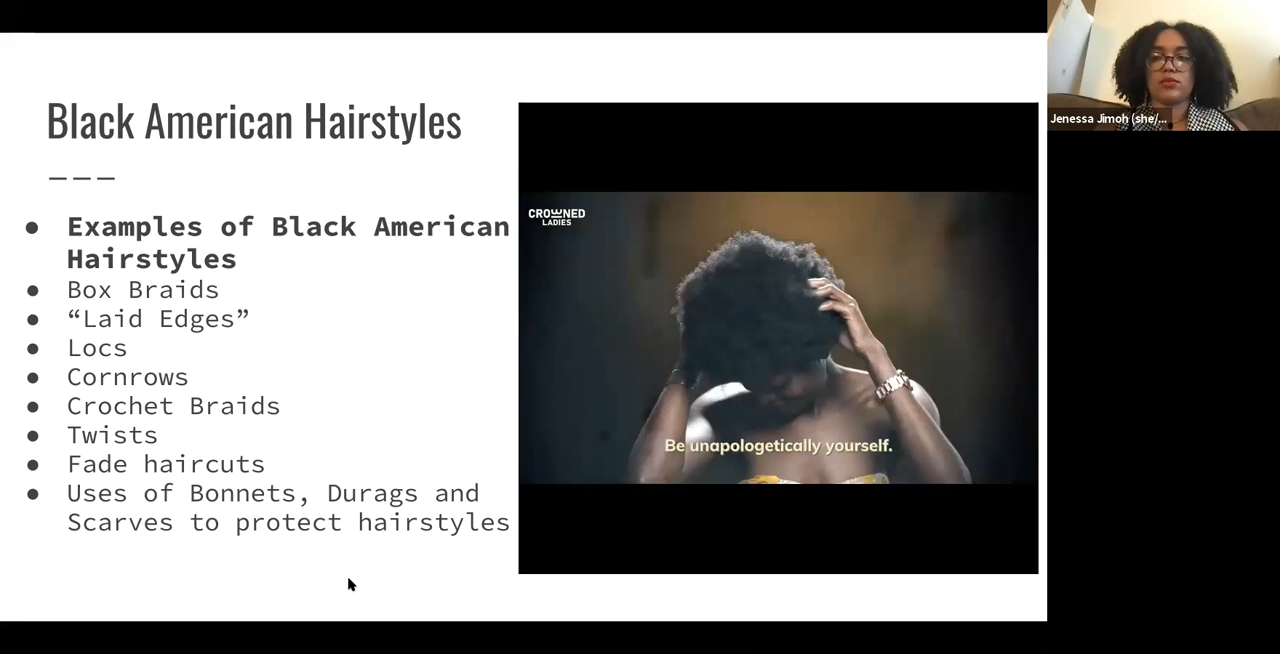 Black American Hairstyles
Examples of Black American
Hairstyles
Box Braids
“Laid Edges”
Locs
Cornrows
Crochet Braids
Twists
Fade haircuts
Uses of Bonnets, Durags and
Scarves to protect hairstyles
CROWNED
LADIES
Be unapologetically yourself.
Jenessa Jimoh (she/...